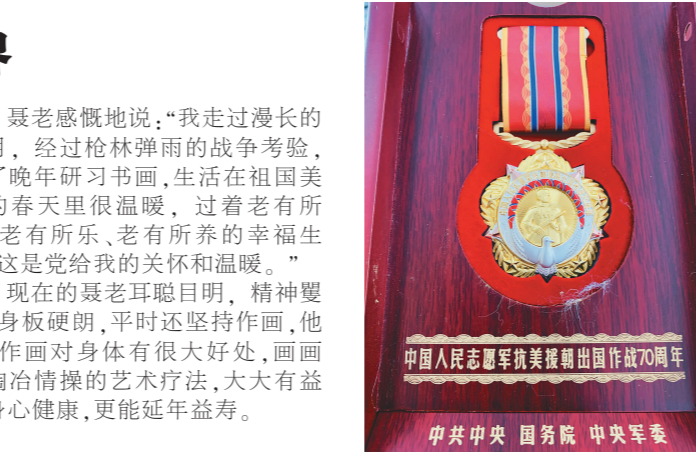 聂老感慨地说:“我走过漫长的
,经过枪林弹雨的战争考验,
了晚年研习书画,生活在祖国美
的春天里很温暖,过着老有所
老有所乐、老有所养的幸福生
这是党给我的关怀和温暖。”
现在的聂老耳聪目明,精神矍
身板硬朗,平时还坚持作画,他
作画对身体有很大好处,画画
陶冶情操的艺术疗法,大大有益
身心健康,更能延年益寿。
中国人民志愿军抗美援朝出国作战70周年
中共中央 国务院 中央军委